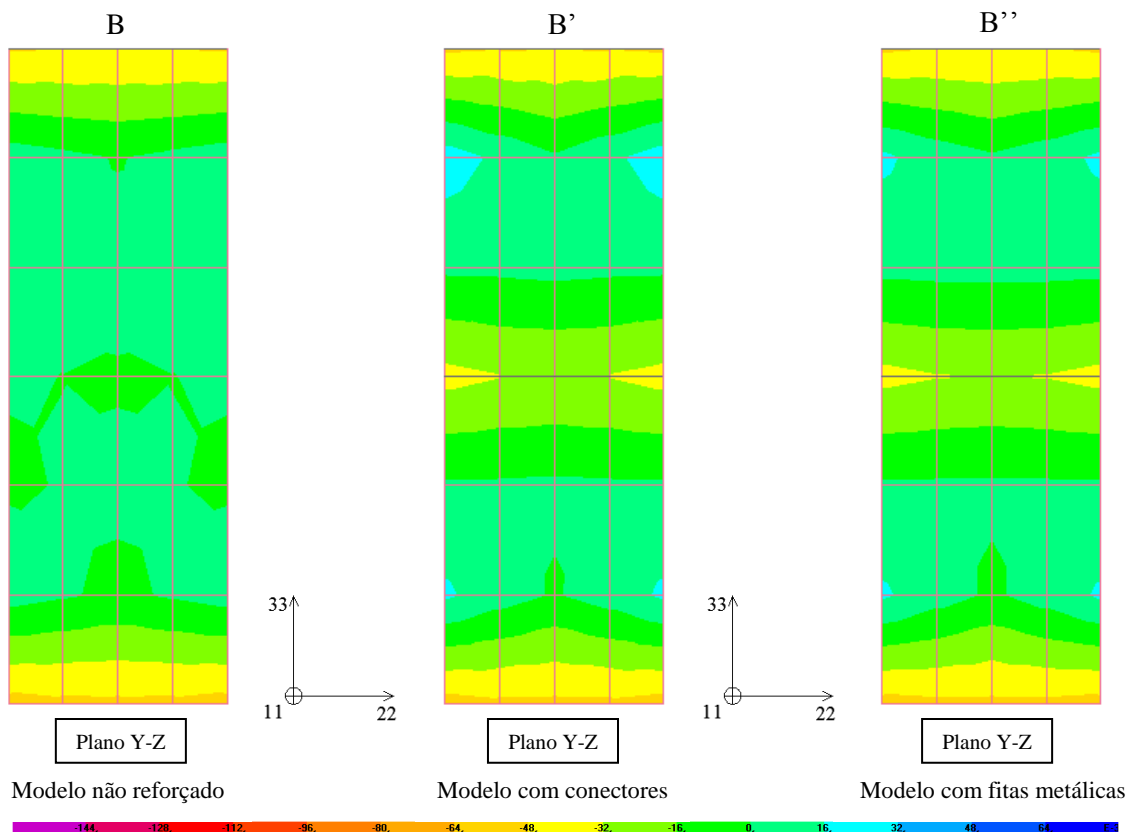 B B’ B’’
33 33
11 22 11 22
Plano Y-Z Plano Y-Z Plano Y-Z
Modelo não reforçado Modelo com conectores Modelo com fitas metálicas
-144, -128, -112, -96, -80, -64, -48, -32, -16, 0, 16, 32, 48, 64, E-3